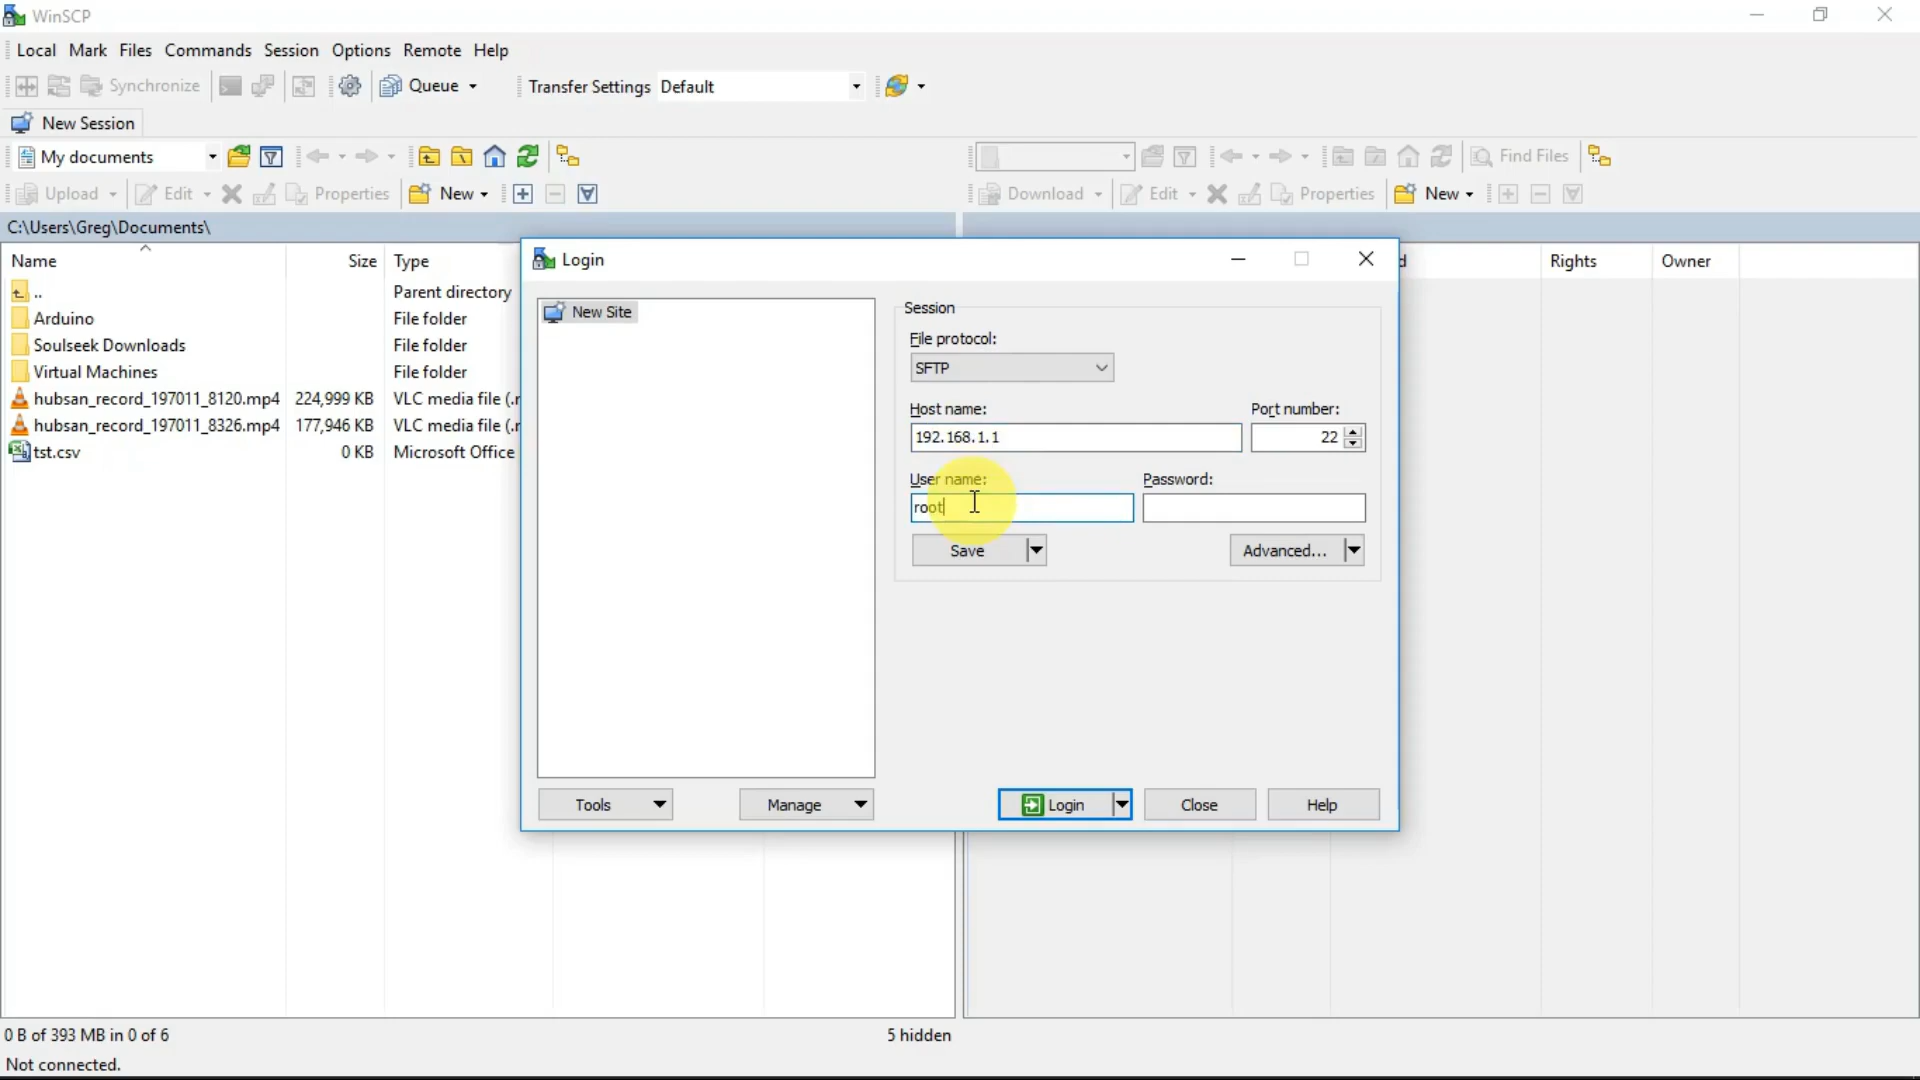 WinSCP
Local Mark Files Commands Session Options Remote Help
Synchronize Queue Transfer Settings Default
New Session
My documents Find Files
Upload Edit Properties New Download Edit Properties New
C:\Users\Greg\Documents\
Name Size Type Rights Owner
.. Parent directory
Arduino File folder
Soulseek Downloads File folder
Virtual Machines File folder
hubsan_record_197011_8120.mp4 224,999 KB VLC media file (.
hubsan_record_197011_8326.mp4 177,946 KB VLC media file (.
tst.csv 0 KB Microsoft Office
Login
New Site
Session
File protocol:
SFTP
Host name: Port number:
192.168.1.1 22
User name: Password:
root
Save Advanced...
Tools Manage Login Close Help
0 B of 393 MB in 0 of 6 5 hidden
Not connected.